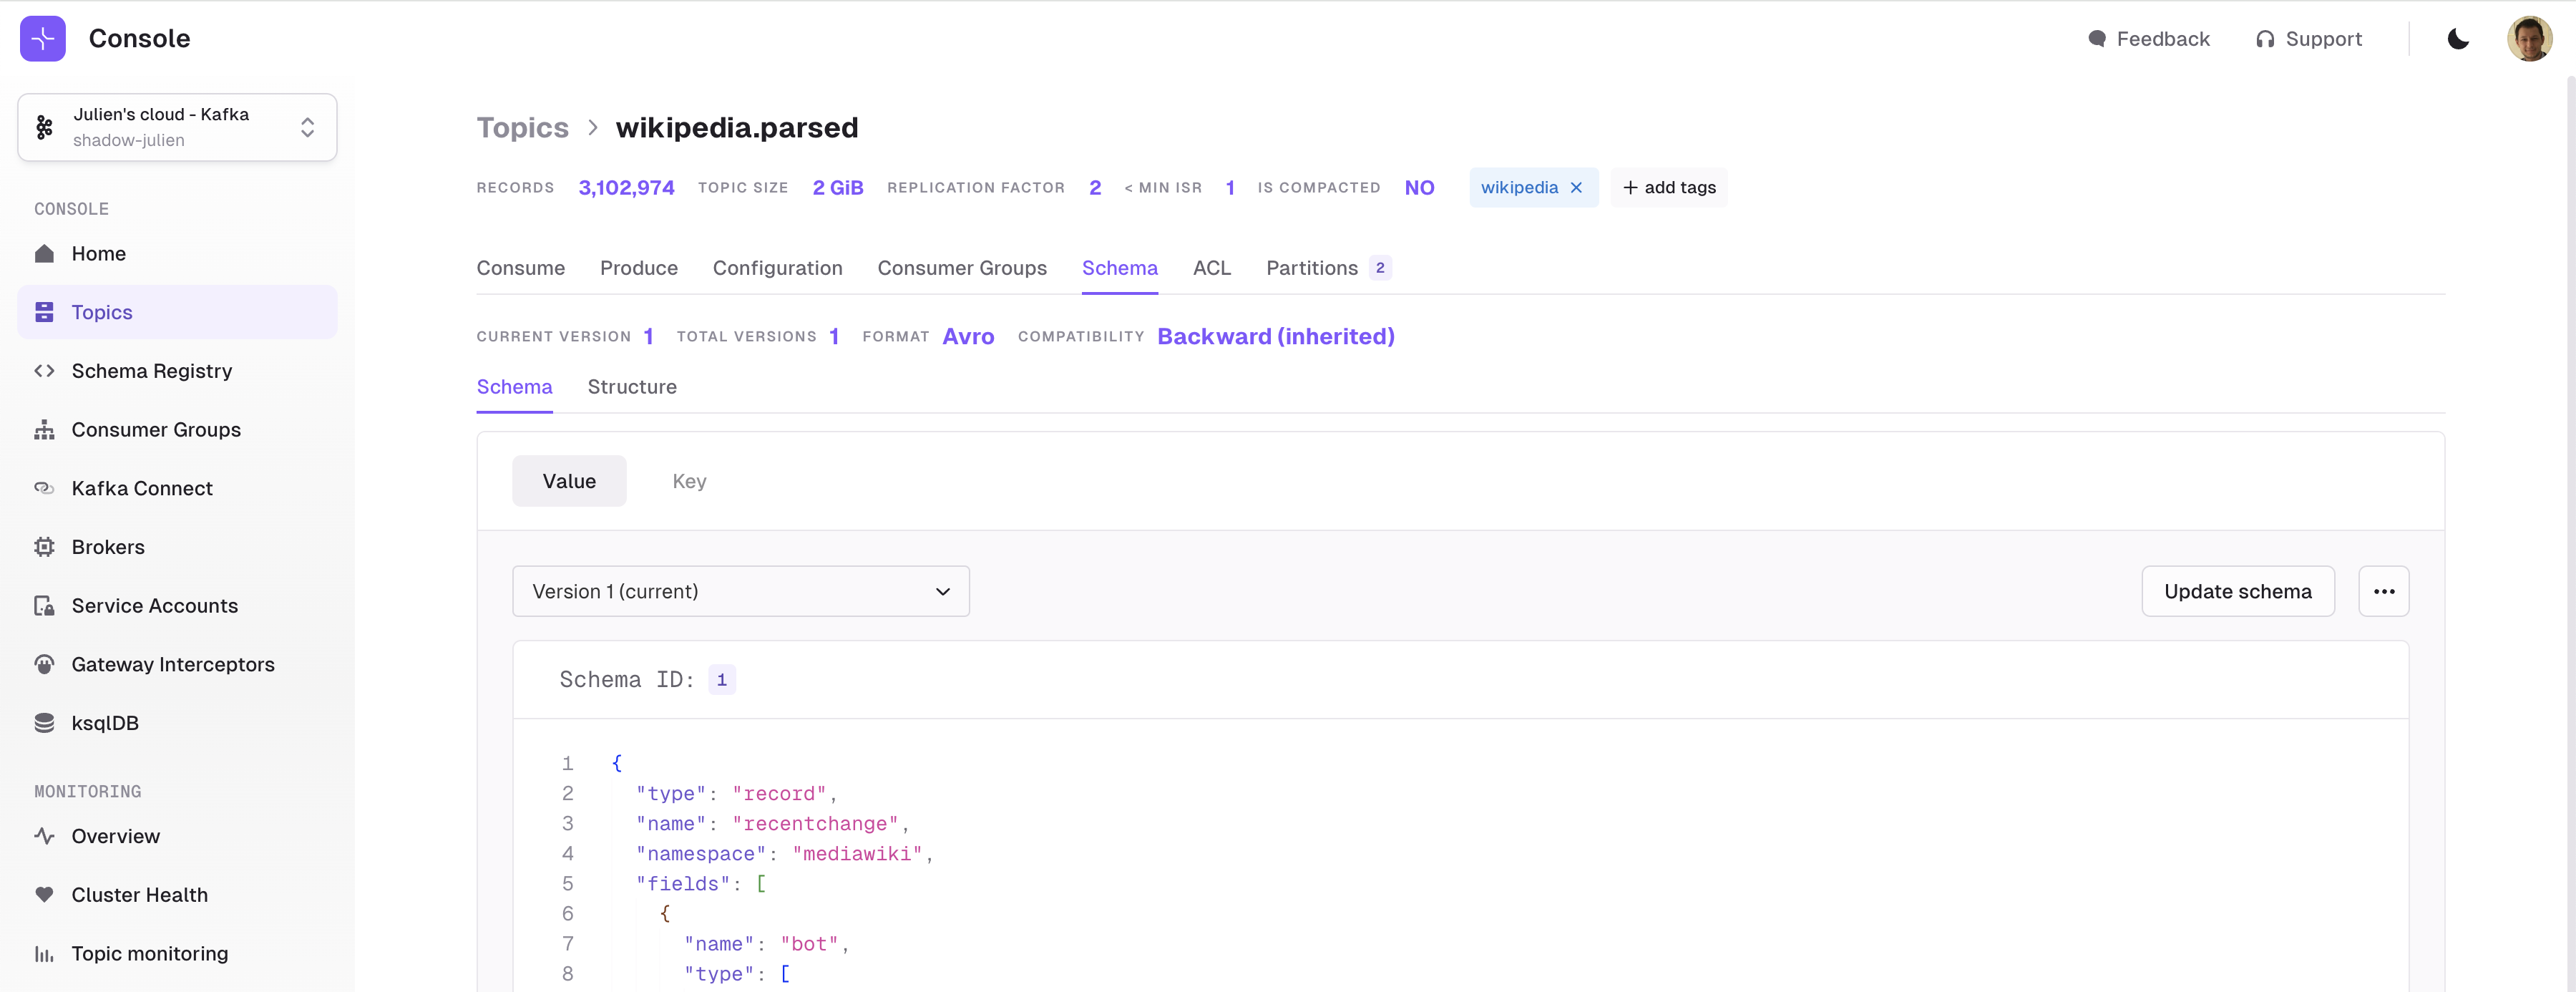 Console
Feedback
Support
Julien's cloud - Kafka
shadow-julien
CONSOLE
Home
Topics
Schema Registry
Consumer Groups
Kafka Connect
Brokers
Service Accounts
Gateway Interceptors
ksqlDB
MONITORING
Overview
Cluster Health
Topic monitoring
Topics > wikipedia.parsed
RECORDS 3,102,974 TOPIC SIZE 2 GiB REPLICATION FACTOR 2 < MIN ISR 1 IS COMPACTED NO wikipedia × + add tags
Consume Produce Configuration Consumer Groups Schema ACL Partitions 2
CURRENT VERSION 1 TOTAL VERSIONS 1 FORMAT Avro COMPATIBILITY Backward (inherited)
Schema Structure
Value Key
Version 1 (current) Update schema ...
Schema ID: 1
1 {
2 "type": "record",
3 "name": "recentchange",
4 "namespace": "mediawiki",
5 "fields": [
6 {
7 "name": "bot",
8 "type": [